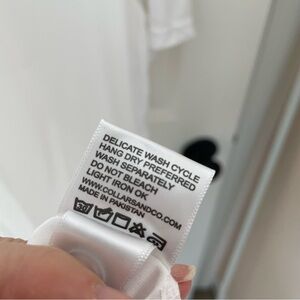 DELICATE WASH CYCLE
HANG DRY PREFERRED
WASH SEPARATELY
DO NOT BLEACH
LIGHT IRON OK
WWW.COLLARSANDCO.COM
MADE IN PAKISTAN